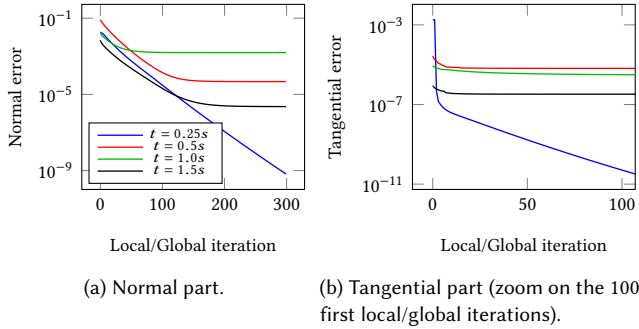 10^−1
10^−5
10^−9
Normal error
t = 0.25s
t = 0.5s
t = 1.0s
t = 1.5s
0 100 200 300
Local/Global iteration
(a) Normal part.
10^−3
10^−7
10^−11
Tangential error
0 50 100
Local/Global iteration
(b) Tangential part (zoom on the 100
first local/global iterations).